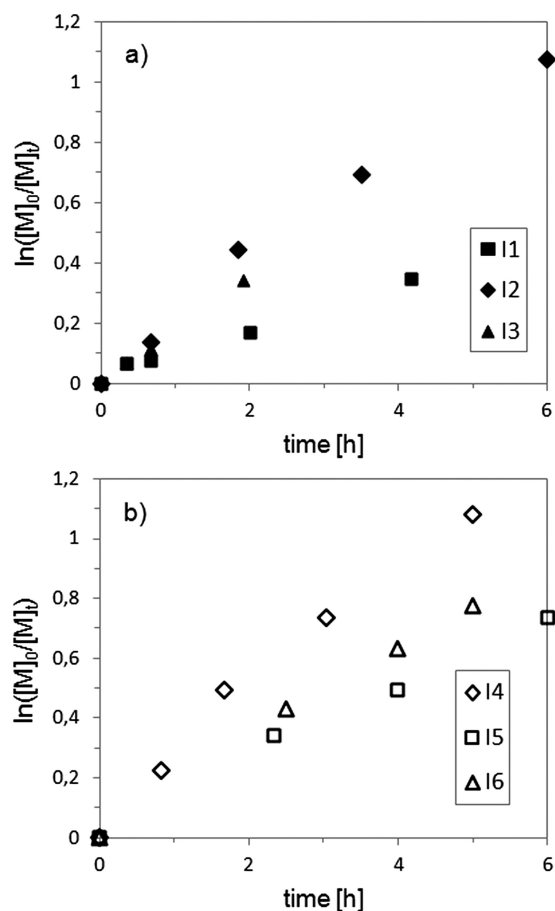 a)
1,2
1
0,8
0,6
0,4
0,2
0
ln([M]₀/[M]ₜ)
I1
I2
I3
0
2
4
6
time [h]
b)
1,2
1
0,8
0,6
0,4
0,2
0
ln([M]₀/[M]ₜ)
I4
I5
I6
0
2
4
6
time [h]